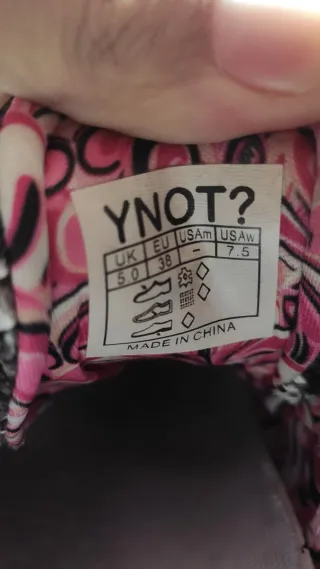 YNOT?
UK EU USAm USAw
5.0 38 - 7.5
MADE IN CHINA